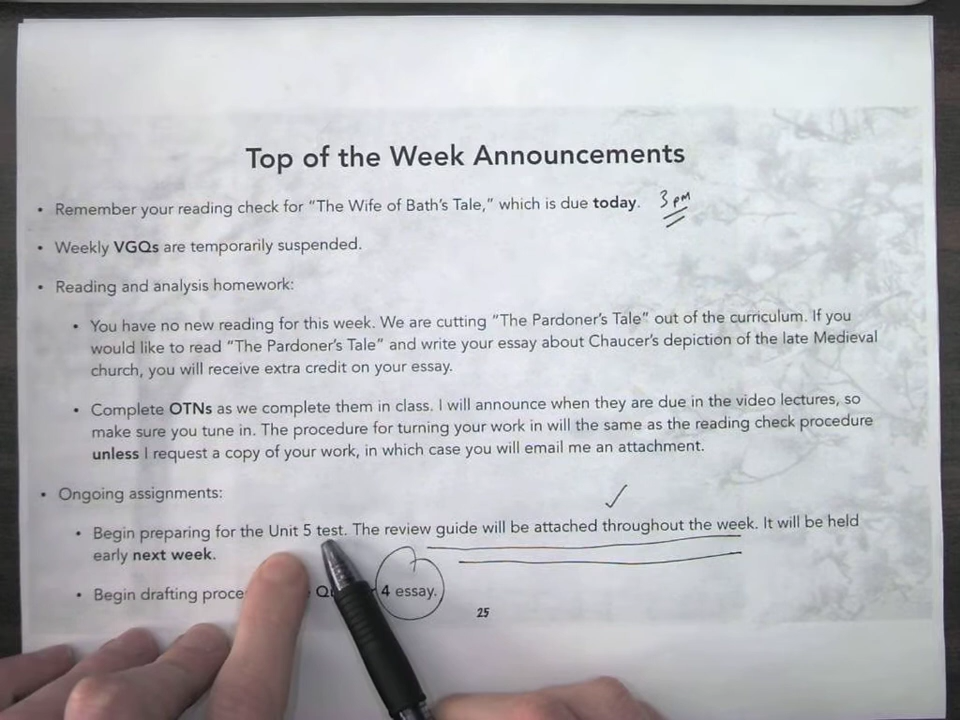 Top of the Week Announcements
• Remember your reading check for “The Wife of Bath’s Tale,” which is due today. 3 pm
• Weekly VGQs are temporarily suspended.
• Reading and analysis homework:
• You have no new reading for this week. We are cutting “The Pardoner’s Tale” out of the curriculum. If you
would like to read “The Pardoner’s Tale” and write your essay about Chaucer’s depiction of the late Medieval
church, you will receive extra credit on your essay.
• Complete OTNs as we complete them in class. I will announce when they are due in the video lectures, so
make sure you tune in. The procedure for turning your work in will the same as the reading check procedure
unless I request a copy of your work, in which case you will email me an attachment.
• Ongoing assignments:
• Begin preparing for the Unit 5 test. The review guide will be attached throughout the week. It will be held
early next week.
• Begin drafting 4 essay.
25